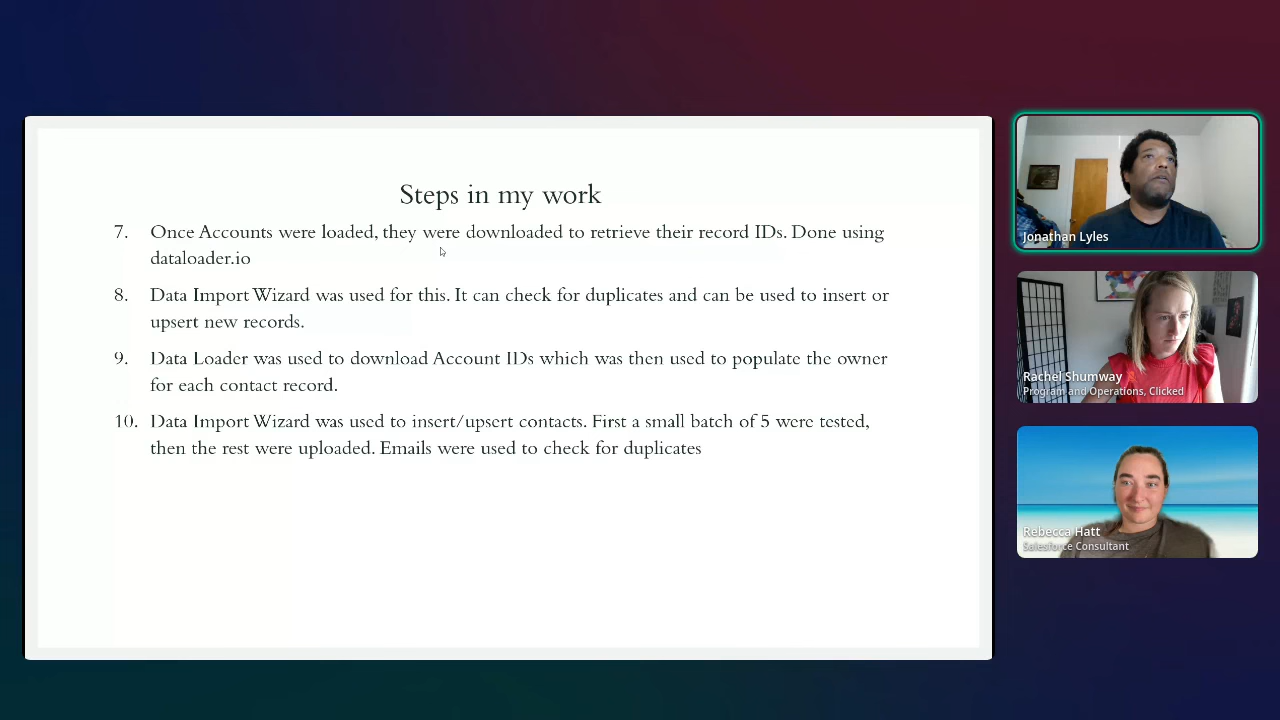 Steps in my work
7. Once Accounts were loaded, they were downloaded to retrieve their record IDs. Done using
dataloader.io
8. Data Import Wizard was used for this. It can check for duplicates and can be used to insert or
upsert new records.
9. Data Loader was used to download Account IDs which was then used to populate the owner
for each contact record.
10. Data Import Wizard was used to insert/upsert contacts. First a small batch of 5 were tested,
then the rest were uploaded. Emails were used to check for duplicates
Jonathan Lyles
Rachel Shumway
Program and Operations, Clicked
Rebecca Hatt
Salesforce Consultant